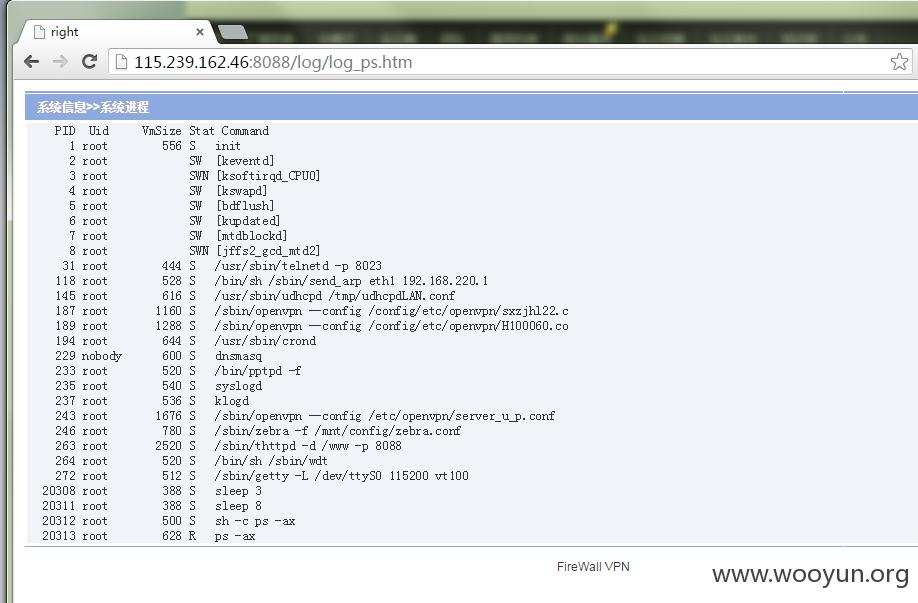 right
115.239.162.46:8088/log/log_ps.htm
系统信息>>系统进程
PID Uid VmSize Stat Command
1 root 556 S init
2 root SW [keventd]
3 root SWN [ksoftirqd_CPU0]
4 root SW [kswapd]
5 root SW [bdflush]
6 root SW [kupdated]
7 root SW [mtdblockd]
8 root SWN [jffs2_gcd_mtd2]
31 root 444 S /usr/sbin/telnetd -p 8023
118 root 528 S /bin/sh /sbin/send_arp eth1 192.168.220.1
145 root 616 S /usr/sbin/udhcpd /tmp/udhcpdLAN.conf
187 root 1160 S /sbin/openvpn --config /config/etc/openvpn/sxzjhl22.c
189 root 1288 S /sbin/openvpn --config /config/etc/openvpn/H100060.co
194 root 644 S /usr/sbin/crond
229 nobody 600 S dnsmasq
233 root 520 S /bin/pptpd -f
235 root 540 S syslogd
237 root 536 S klogd
243 root 1676 S /sbin/openvpn --config /etc/openvpn/server_u_p.conf
246 root 780 S /sbin/zebra -f /mnt/config/zebra.conf
263 root 2520 S /sbin/thttpd -d /www -p 8088
264 root 520 S /bin/sh /sbin/wdt
272 root 512 S /sbin/getty -L /dev/ttyS0 115200 vt100
20308 root 388 S sleep 3
20311 root 388 S sleep 8
20312 root 500 S sh -c ps -ax
20313 root 628 R ps -ax
FireWall VPN
www.wooyun.org